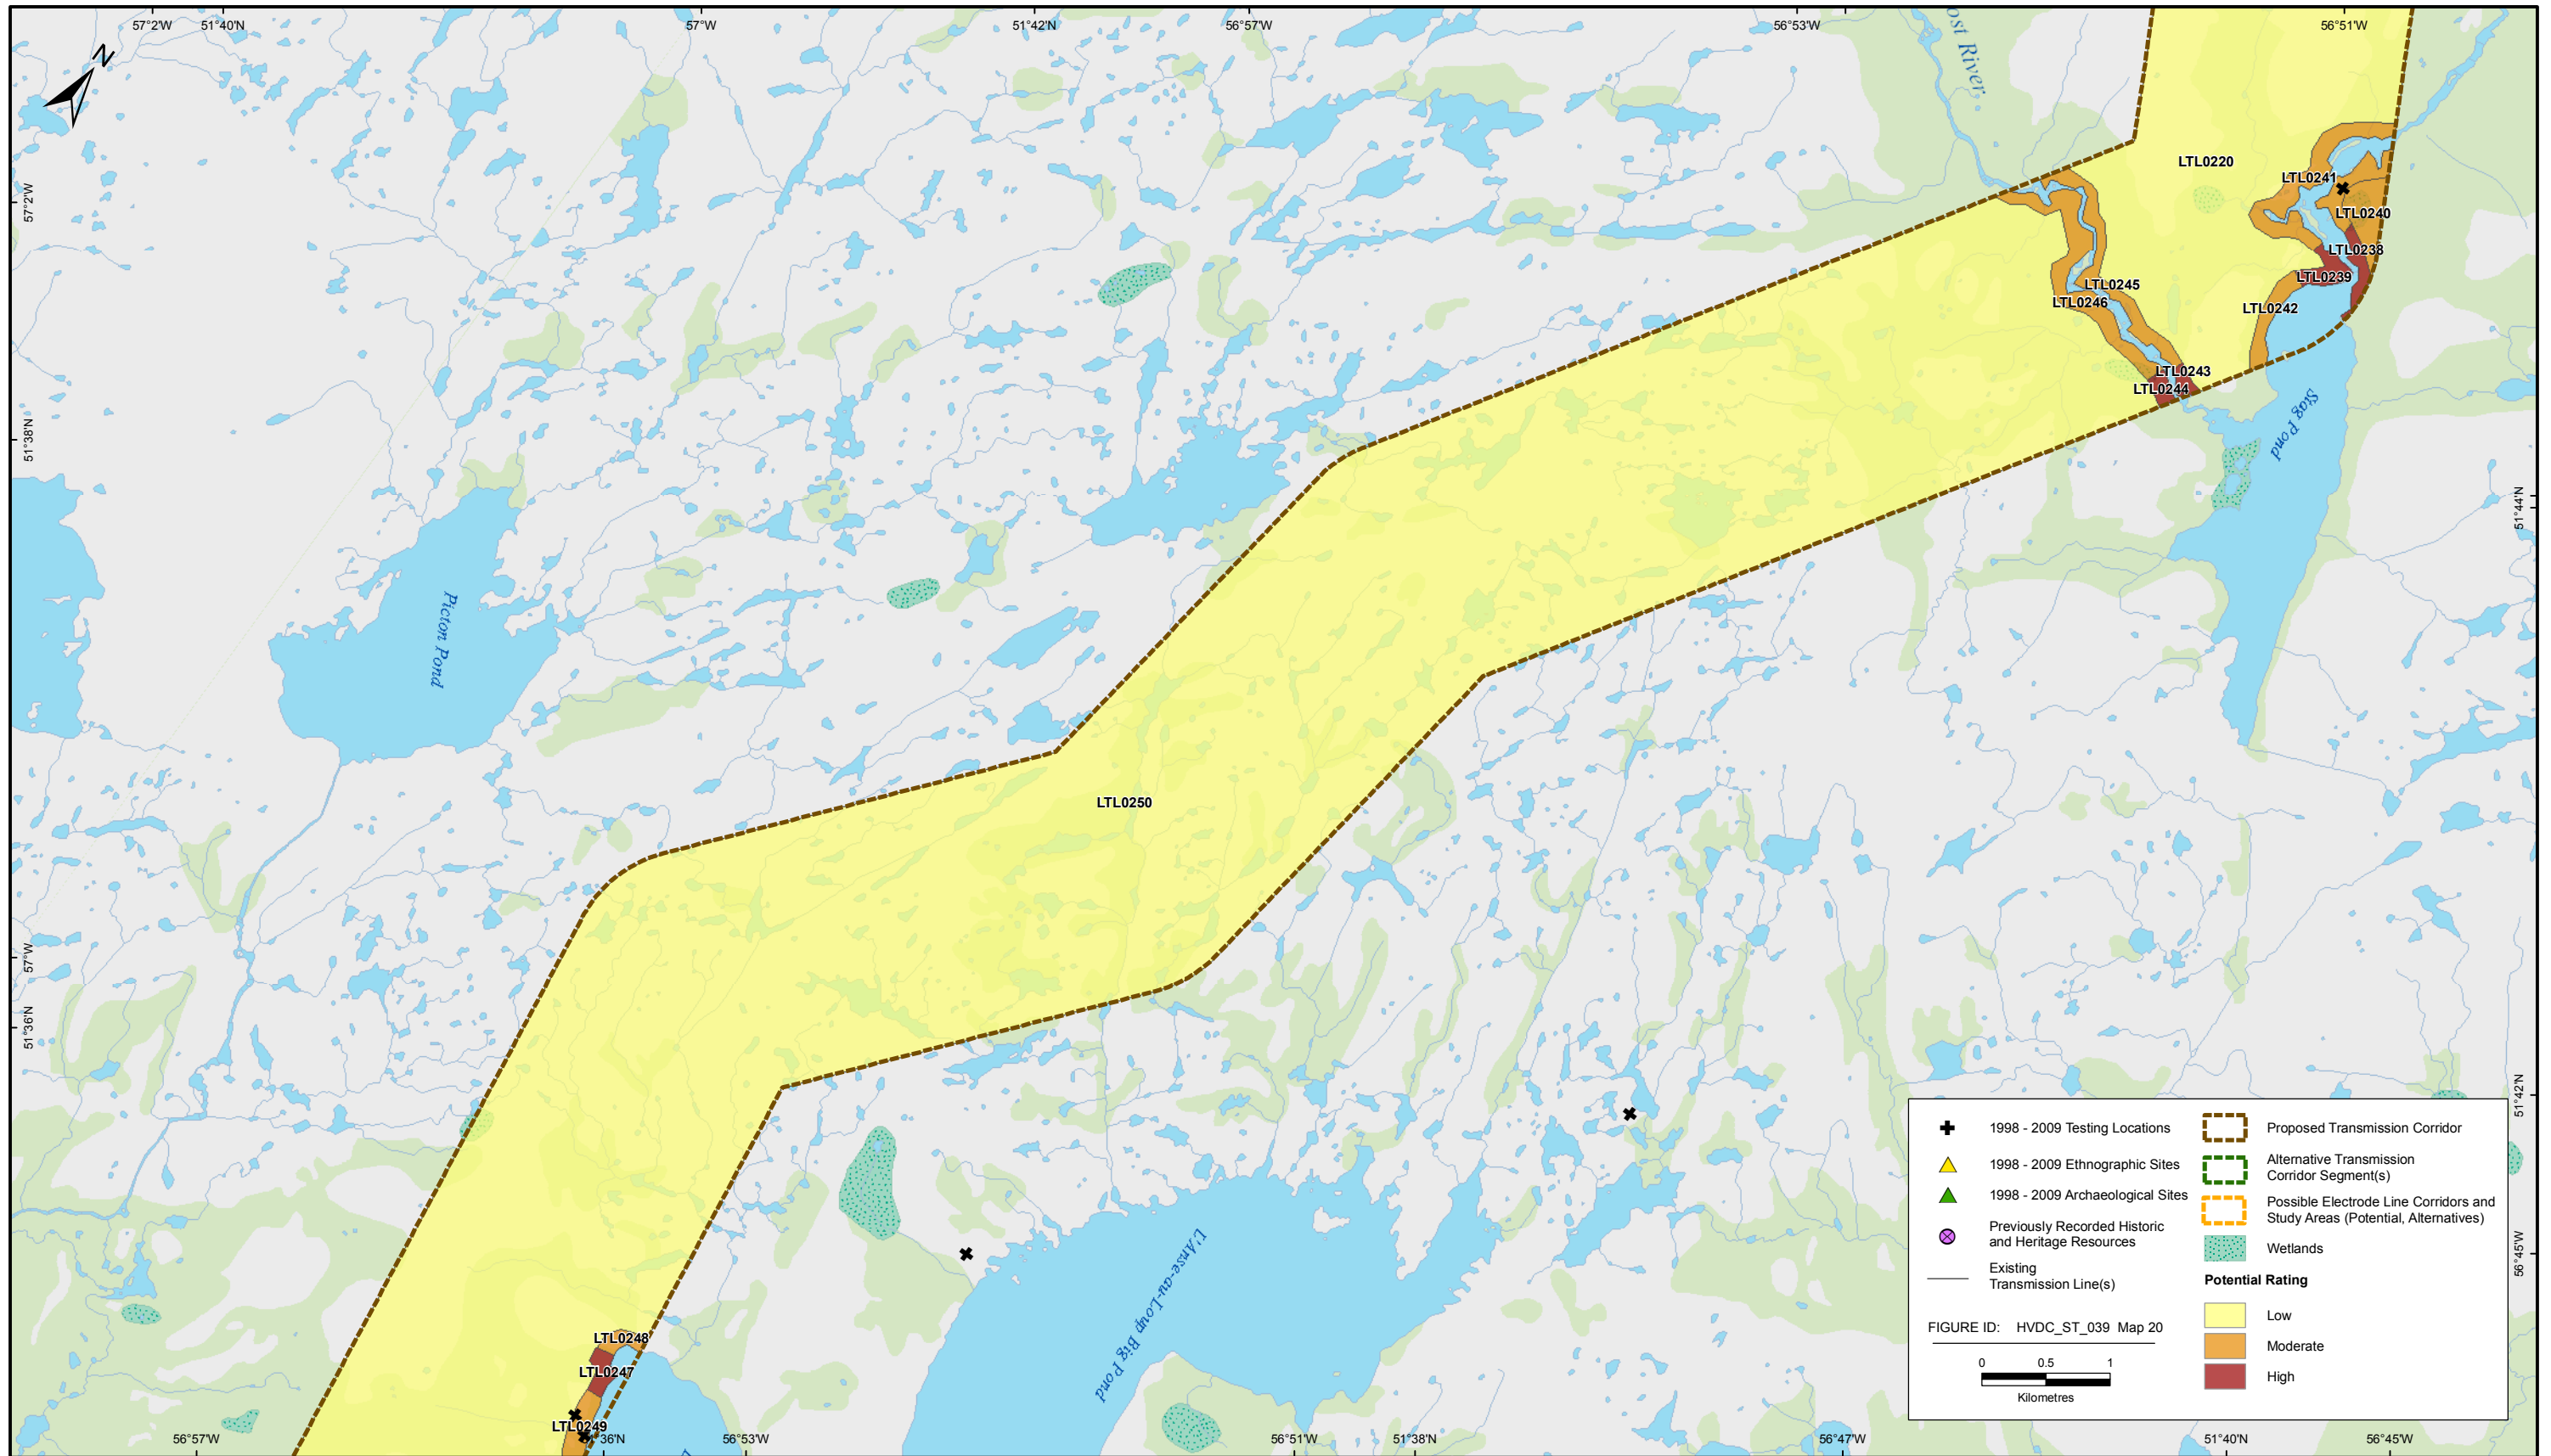 57°2'W
51°40'N
57°W
51°42'N
56°57'W
56°53'W
56°51'W
N
ost River
57°2'W
LTL0220
LTL0241
LTL0240
LTL0238
LTL0239
LTL0245
LTL0246
LTL0242
LTL0243
LTL0244
Stag Pond
51°38'N
51°44'N
Picton Pond
LTL0250
57°W
51°36'N
51°42'N
56°45'W
L'Anse-au-Loup Big Pond
LTL0248
LTL0247
LTL0249
1998 - 2009 Testing Locations
1998 - 2009 Ethnographic Sites
1998 - 2009 Archaeological Sites
Previously Recorded Historic
and Heritage Resources
Existing
Transmission Line(s)
FIGURE ID: HVDC_ST_039 Map 20
0 0.5 1
Kilometres
Proposed Transmission Corridor
Alternative Transmission
Corridor Segment(s)
Possible Electrode Line Corridors and
Study Areas (Potential, Alternatives)
Wetlands
Potential Rating
Low
Moderate
High
56°57'W
36'N
56°53'W
56°51'W
51°38'N
56°47'W
51°40'N
56°45'W